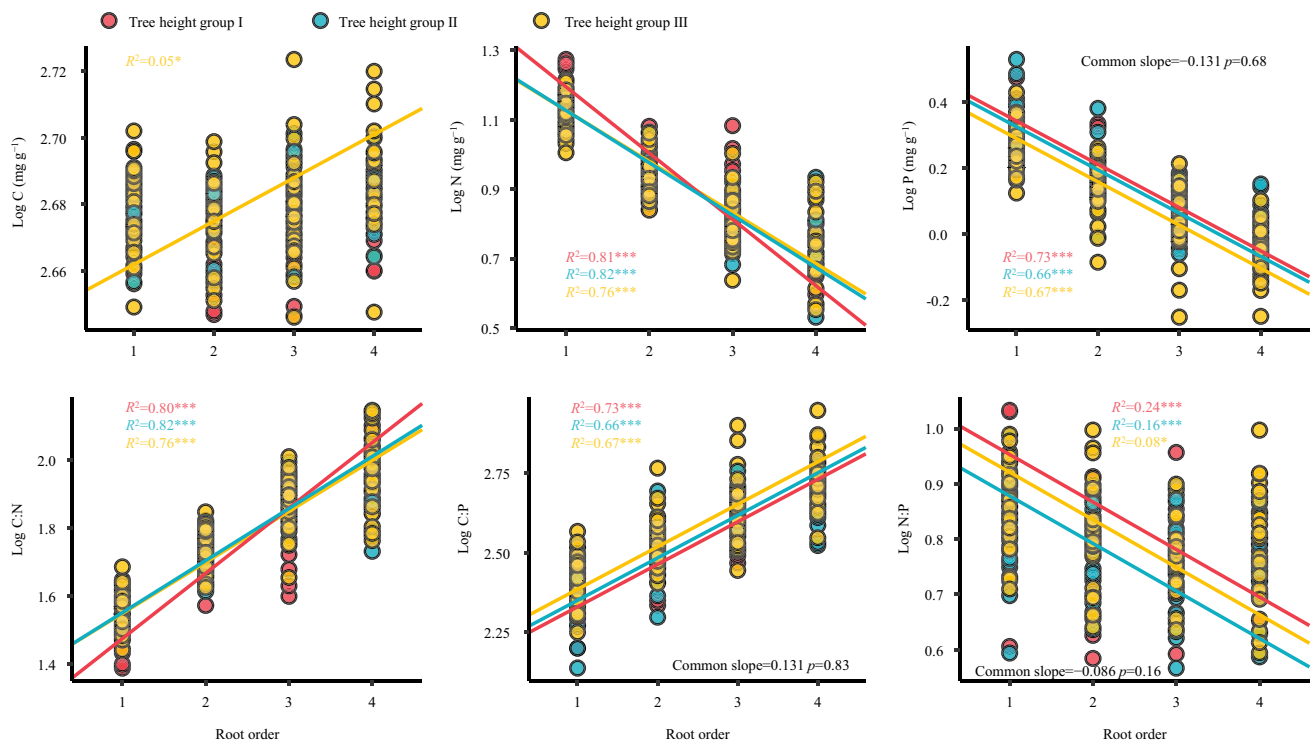 Tree height group I Tree height group II Tree height group III
Log C (mg g⁻¹)
2.72
2.70
2.68
2.66
R²=0.05*
1 2 3 4
Log N (mg g⁻¹)
1.3
1.1
0.9
0.7
0.5
R²=0.81***
R²=0.82***
R²=0.76***
1 2 3 4
Log P (mg g⁻¹)
0.4
0.2
0.0
-0.2
Common slope=−0.131 p=0.68
R²=0.73***
R²=0.66***
R²=0.67***
1 2 3 4
Log C:N
2.0
1.8
1.6
1.4
R²=0.80***
R²=0.82***
R²=0.76***
1 2 3 4
Root order
Log C:P
2.75
2.50
2.25
R²=0.73***
R²=0.66***
R²=0.67***
Common slope=0.131 p=0.83
1 2 3 4
Root order
Log N:P
1.0
0.9
0.8
0.7
0.6
R²=0.24***
R²=0.16***
R²=0.08*
Common slope=−0.086 p=0.16
1 2 3 4
Root order